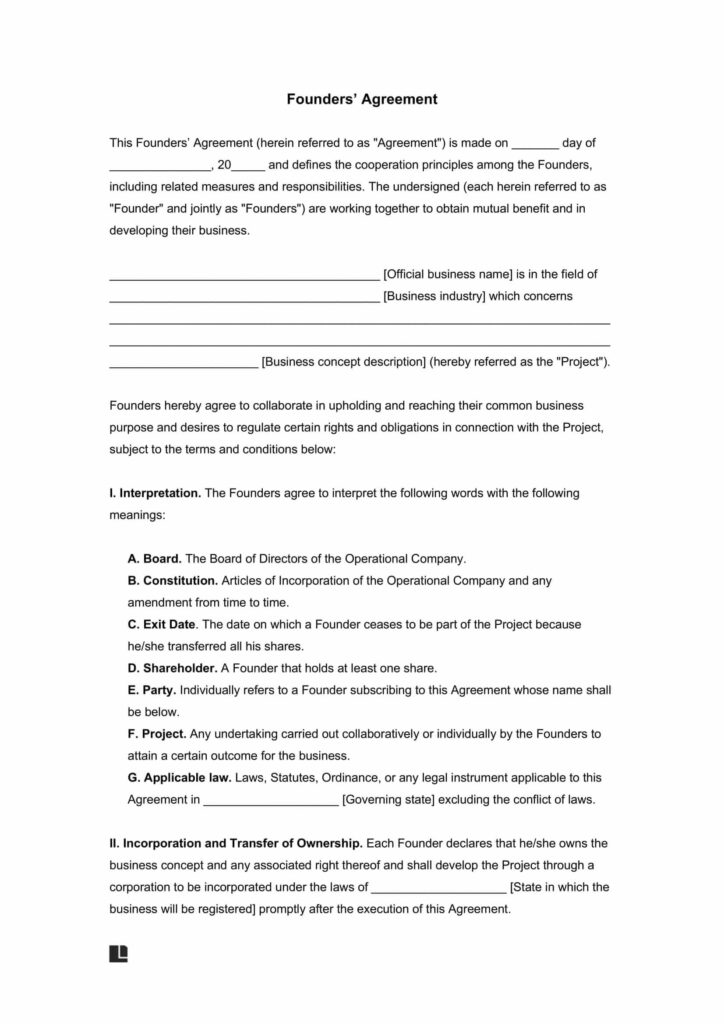 Founders’ Agreement
This Founders’ Agreement (herein referred to as "Agreement") is made on _______ day of
_______________, 20_____ and defines the cooperation principles among the Founders,
including related measures and responsibilities. The undersigned (each herein referred to as
"Founder" and jointly as "Founders") are working together to obtain mutual benefit and in
developing their business.
________________________________________ [Official business name] is in the field of
________________________________________ [Business industry] which concerns
__________________________________________________________________________
__________________________________________________________________________
______________________ [Business concept description] (hereby referred as the "Project").
Founders hereby agree to collaborate in upholding and reaching their common business
purpose and desires to regulate certain rights and obligations in connection with the Project,
subject to the terms and conditions below:
I. Interpretation. The Founders agree to interpret the following words with the following
meanings:
A. Board. The Board of Directors of the Operational Company.
B. Constitution. Articles of Incorporation of the Operational Company and any
amendment from time to time.
C. Exit Date. The date on which a Founder ceases to be part of the Project because
he/she transferred all his shares.
D. Shareholder. A Founder that holds at least one share.
E. Party. Individually refers to a Founder subscribing to this Agreement whose name shall
be below.
F. Project. Any undertaking carried out collaboratively or individually by the Founders to
attain a certain outcome for the business.
G. Applicable law. Laws, Statutes, Ordinance, or any legal instrument applicable to this
Agreement in ____________________ [Governing state] excluding the conflict of laws.
II. Incorporation and Transfer of Ownership. Each Founder declares that he/she owns the
business concept and any associated right thereof and shall develop the Project through a
corporation to be incorporated under the laws of ____________________ [State in which the
business will be registered] promptly after the execution of this Agreement.